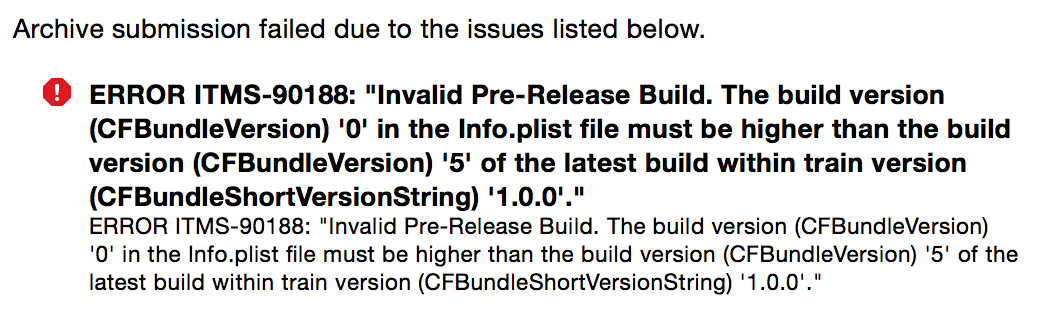 Archive submission failed due to the issues listed below.
ERROR ITMS-90188: "Invalid Pre-Release Build. The build version
(CFBundleVersion) '0' in the Info.plist file must be higher than the build
version (CFBundleVersion) '5' of the latest build within train version
(CFBundleShortVersionString) '1.0.0'."
ERROR ITMS-90188: "Invalid Pre-Release Build. The build version (CFBundleVersion)
'0' in the Info.plist file must be higher than the build version (CFBundleVersion) '5' of the
latest build within train version (CFBundleShortVersionString) '1.0.0'."